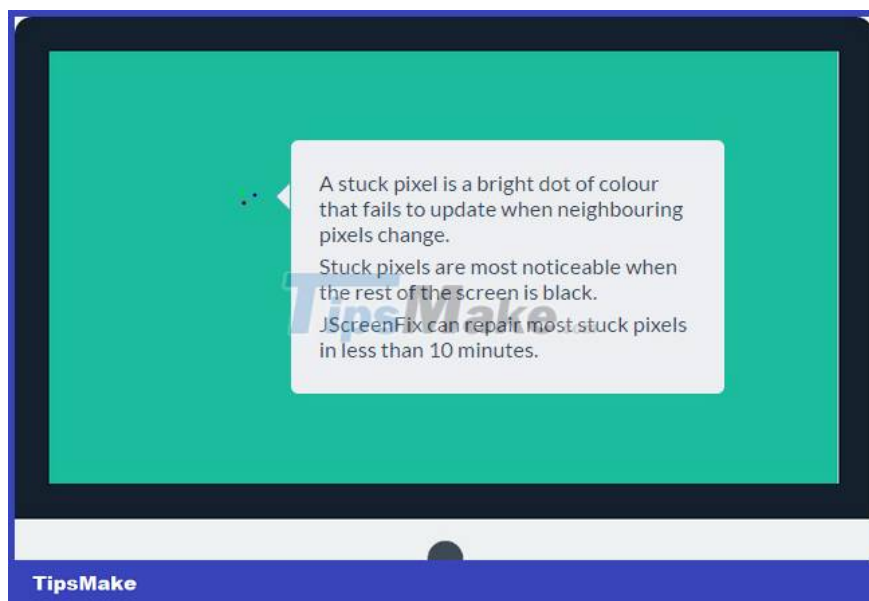 A stuck pixel is a bright dot of colour
that fails to update when neighbouring
pixels change.
Stuck pixels are most noticeable when
the rest of the screen is black.
JScreenFix can repair most stuck pixels
in less than 10 minutes.
TipsMake
TipsMake